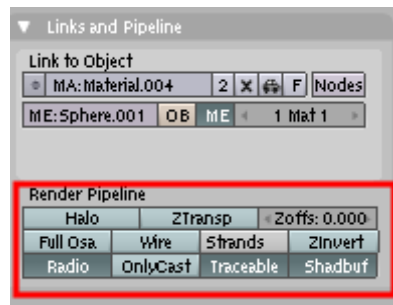 Links and Pipeline
Link to Object
MA:Material.004 2 X F Nodes
ME:Sphere.001 OB ME 1 Mat 1
Render Pipeline
Halo ZTransp Zoffs: 0.000
Full Osa Wire Strands ZInvert
Radio OnlyCast Traceable Shadbuf